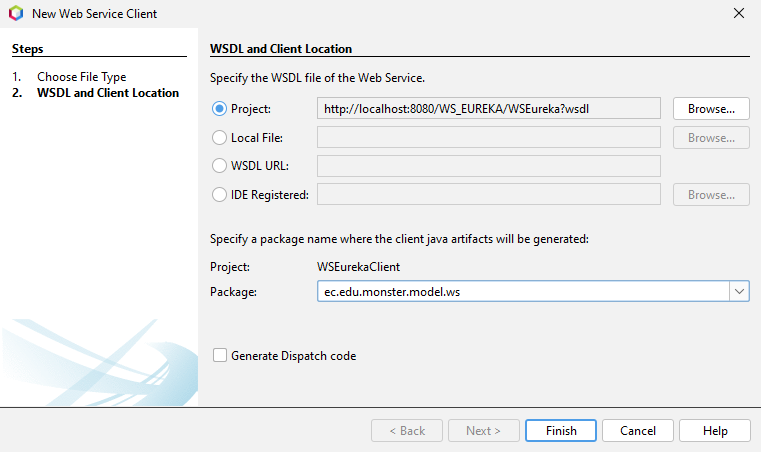 New Web Service Client
Steps
1. Choose File Type
2. WSDL and Client Location
WSDL and Client Location
Specify the WSDL file of the Web Service.
Project: http://localhost:8080/WS_EUREKA/WSEureka?wsdl Browse...
Local File: Browse...
WSDL URL:
IDE Registered: Browse...
Specify a package name where the client java artifacts will be generated:
Project: WSEurekaClient
Package: ec.edu.monster.model.ws
Generate Dispatch code
< Back Next > Finish Cancel Help